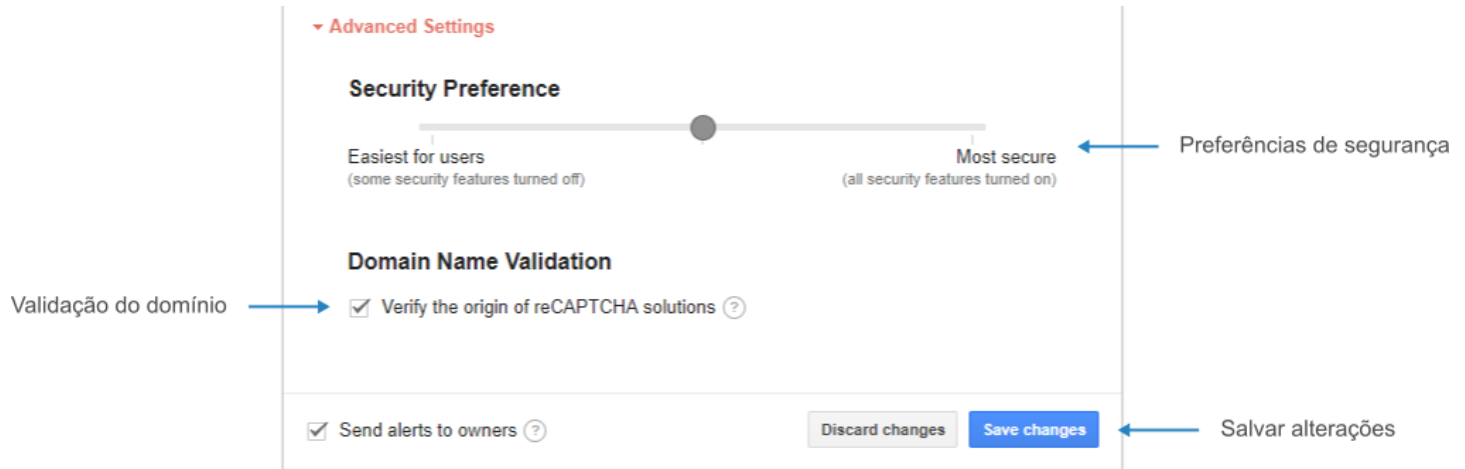 Advanced Settings
Security Preference
Easiest for users
(some security features turned off)
Most secure
(all security features turned on)
Preferências de segurança
Domain Name Validation
Validação do domínio
Verify the origin of reCAPTCHA solutions ?
Send alerts to owners ?
Discard changes
Save changes
Salvar alterações